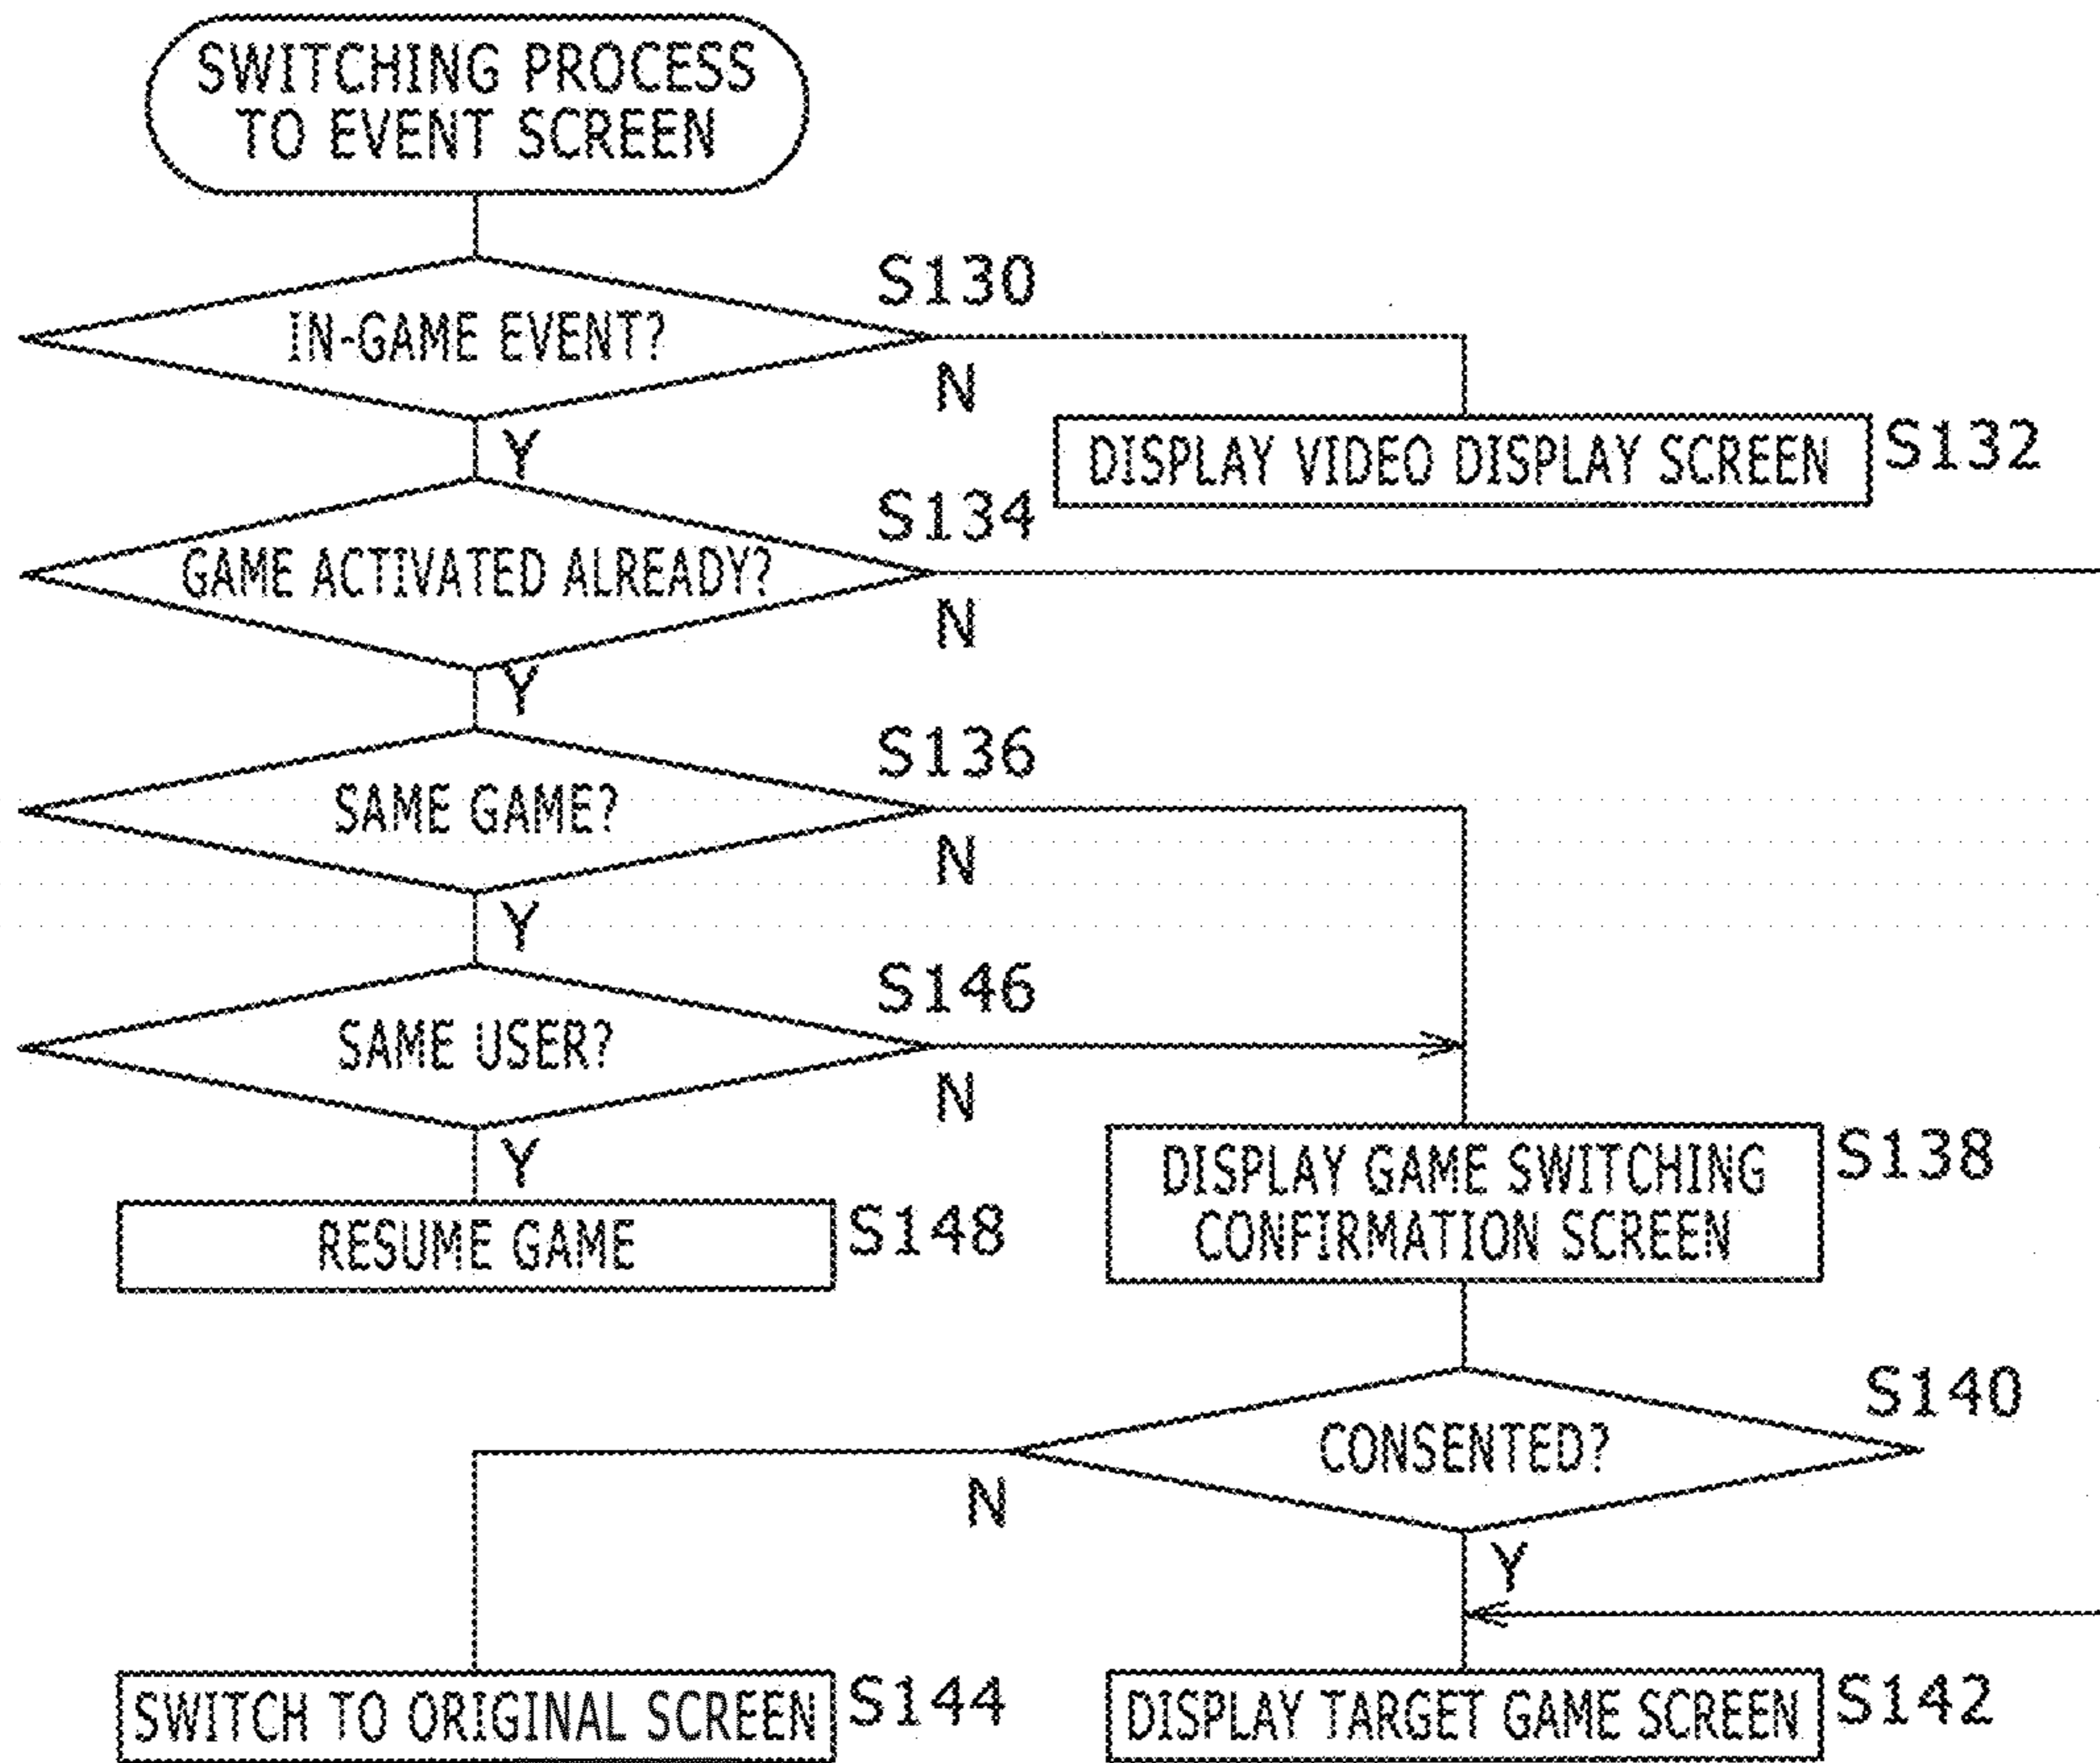 SWITCHING PROCESS
TO EVENT SCREEN
S130
IN-GAME EVENT?
N
Y
DISPLAY VIDEO DISPLAY SCREEN
S132
S134
GAME ACTIVATED ALREADY?
N
Y
S136
SAME GAME?
N
Y
S146
SAME USER?
N
Y
RESUME GAME
S148
DISPLAY GAME SWITCHING
CONFIRMATION SCREEN
S138
S140
CONSENTED?
N
Y
SWITCH TO ORIGINAL SCREEN
S144
DISPLAY TARGET GAME SCREEN
S142